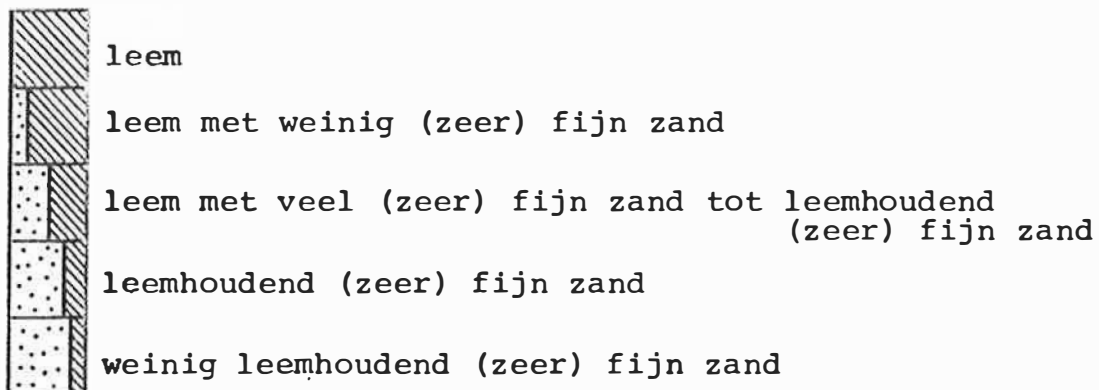 leem
leem met weinig (zeer) fijn zand
leem met veel (zeer) fijn zand tot leemhoudend
(zeer) fijn zand
leemhoudend (zeer) fijn zand
weinig leemhoudend (zeer) fijn zand